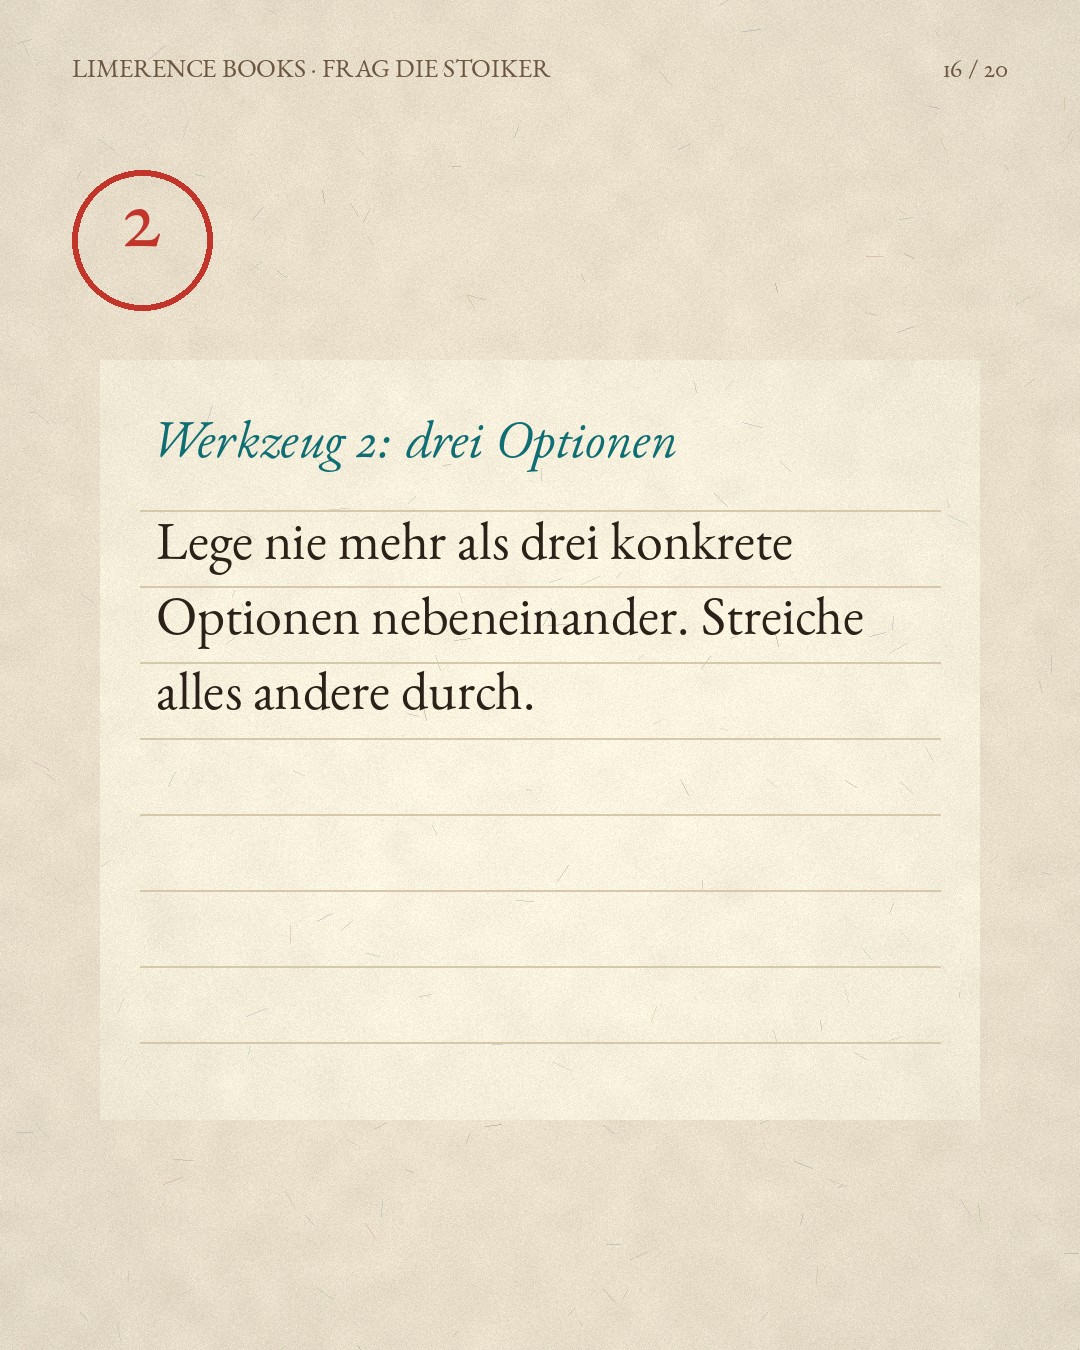 LIMERENCE BOOKS · FRAG DIE STOIKER
16 / 20
2
Werkzeug 2: drei Optionen
Lege nie mehr als drei konkrete
Optionen nebeneinander. Streiche
alles andere durch.